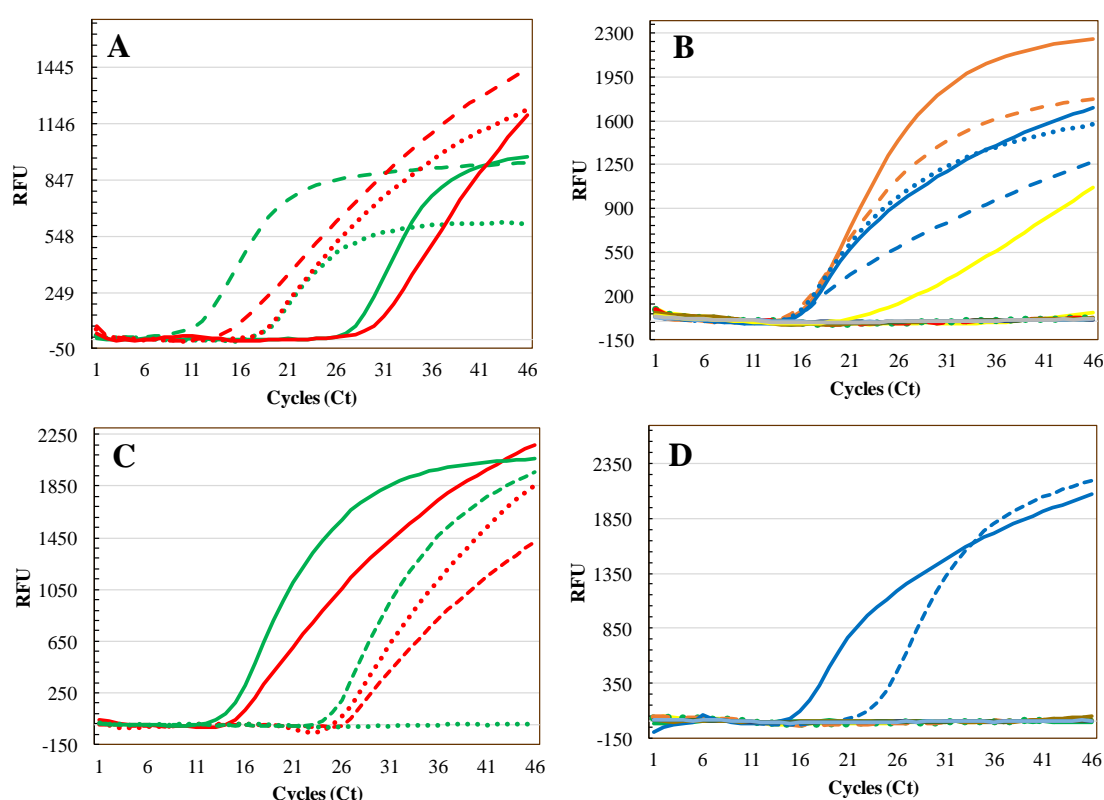 A
1445
1146
847
548
249
-50
RFU
1 6 11 16 21 26 31 36 41 46
Cycles (Ct)
B
2300
1950
1600
1250
900
550
200
-150
RFU
1 6 11 16 21 26 31 36 41 46
Cycles (Ct)
C
2250
1850
1450
1050
650
250
-150
RFU
1 6 11 16 21 26 31 36 41 46
Cycles (Ct)
D
2350
1850
1350
850
350
-150
RFU
1 6 11 16 21 26 31 36 41 46
Cycles (Ct)